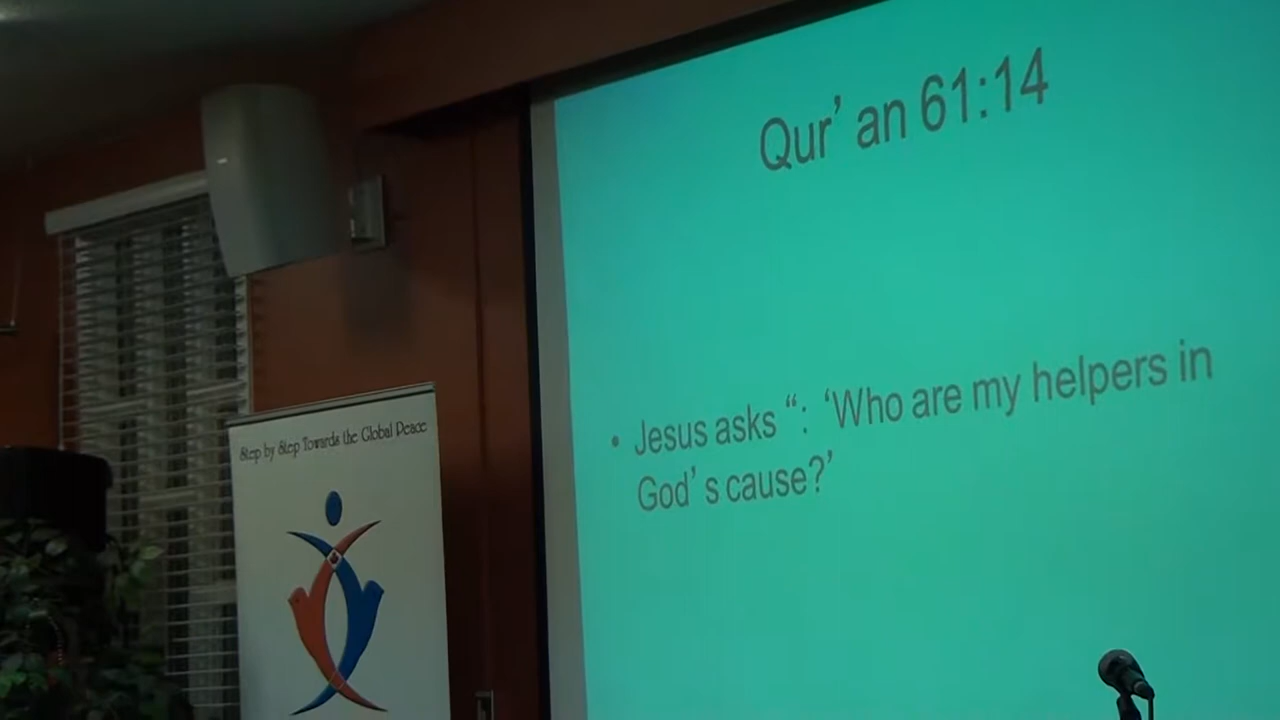 Qur’ an 61:14
• Jesus asks “: ‘Who are my helpers in
God’ s cause?’
Step by Step Towards the Global Peace